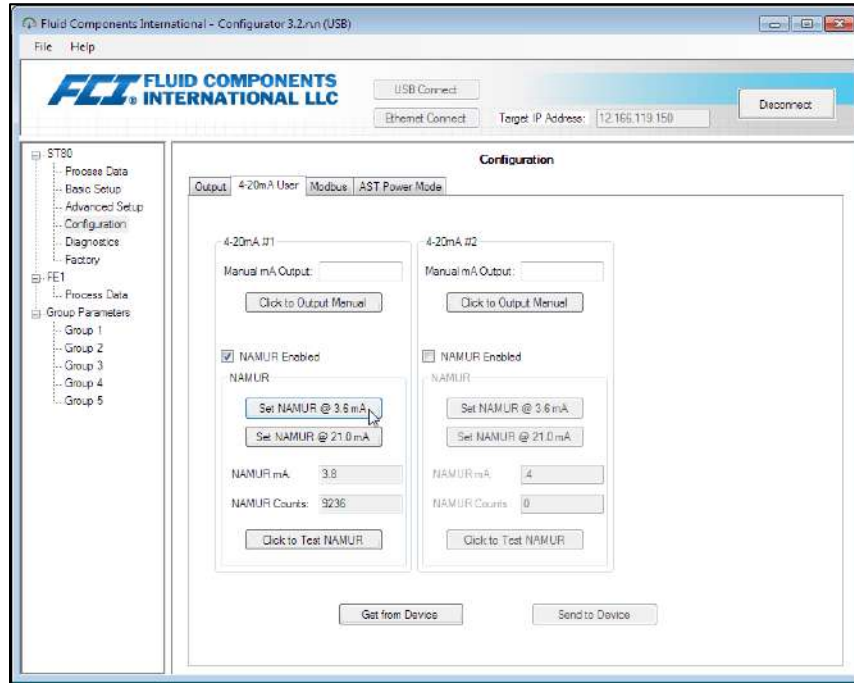 Fluid Components International - Configurator 3.2.run (USB)
File Help
FCI FLUID COMPONENTS
® INTERNATIONAL LLC
USB Connect
Ethernet Connect Target IP Address: 12.166.119.150
Disconnect
ST80
Process Data
Basic Setup
Advanced Setup
Configuration
Diagnostics
Factory
FE1
Process Data
Group Parameters
Group 1
Group 2
Group 3
Group 4
Group 5
Configuration
Output 4-20mA User Modbus AST Power Mode
4-20mA #1
Manual mA Output:
Click to Output Manual
NAMUR Enabled
NAMUR
Set NAMUR @ 3.6 mA
Set NAMUR @ 21.0 mA
NAMUR mA: 3.8
NAMUR Counts: 9236
Click to Test NAMUR
4-20mA #2
Manual mA Output:
Click to Output Manual
NAMUR Enabled
NAMUR
Set NAMUR @ 3.6 mA
Set NAMUR @ 21.0 mA
NAMUR mA: .4
NAMUR Counts: 0
Click to Test NAMUR
Get from Device Send to Device